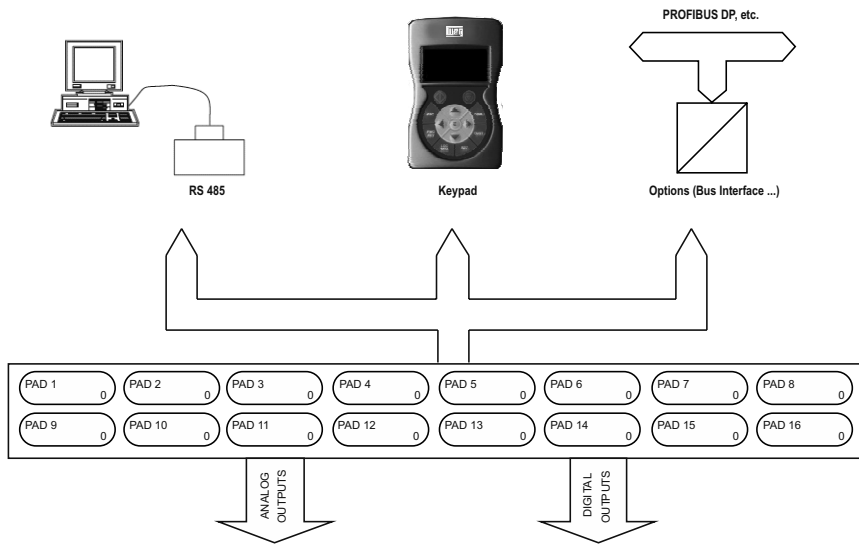 PROFIBUS DP, etc.
weg
RS 485
Keypad
Options (Bus Interface ...)
PAD 1
0
PAD 2
0
PAD 3
0
PAD 4
0
PAD 5
0
PAD 6
0
PAD 7
0
PAD 8
0
PAD 9
0
PAD 10
0
PAD 11
0
PAD 12
0
PAD 13
0
PAD 14
0
PAD 15
0
PAD 16
0
ANALOG
OUTPUTS
DIGITAL
OUTPUTS